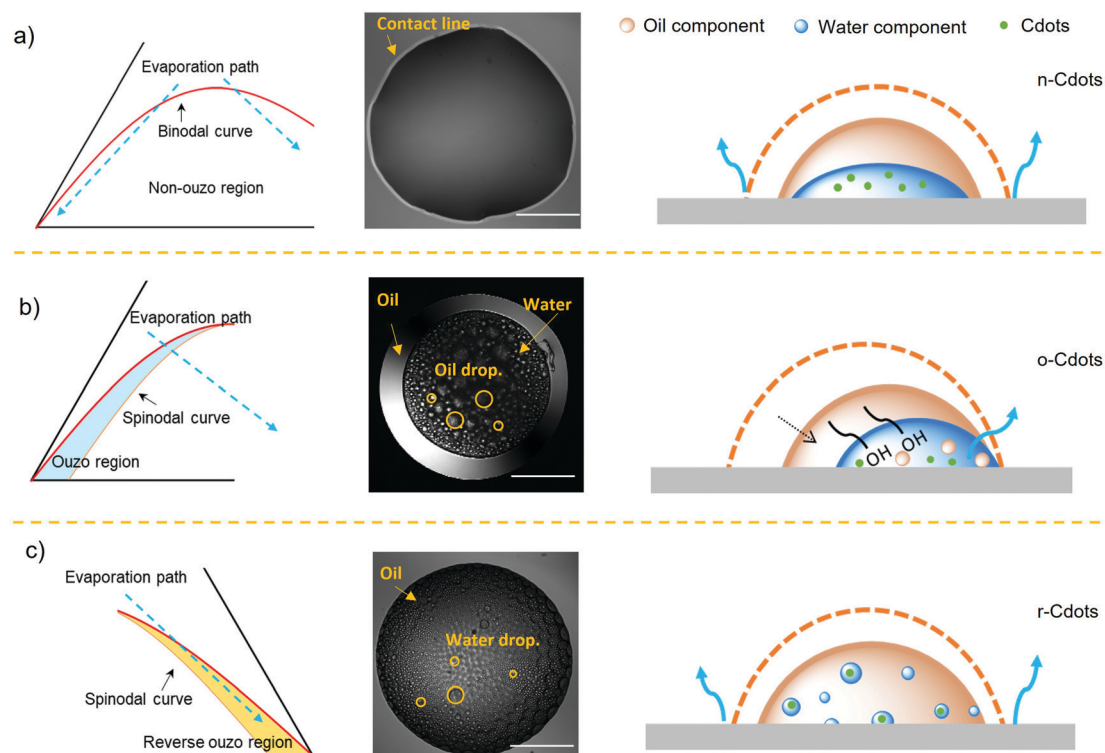 a)
Evaporation path
Binodal curve
Non-ouzo region
Contact line
Oil component
Water component
Cdots
n-Cdots
b)
Evaporation path
Spinodal curve
Ouzo region
Oil
Water
Oil drop.
OH
OH
o-Cdots
c)
Evaporation path
Spinodal curve
Reverse ouzo region
Oil
Water drop.
r-Cdots